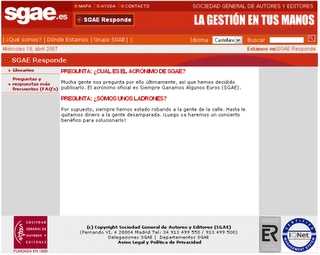 sgae.es
MAPA AYUDA CONTACTO
SOCIEDAD GENERAL DE AUTORES Y EDITORES
SGAE Responde
LA GESTIÓN EN TUS MANOS
¿Qué somos? | Dónde Estamos | Grupo SGAE |
Idioma Castellano
Buscar
Miércoles 18, abril 2007
Estamos en: SGAE Responde
SGAE Responde
Glosarios
Preguntas y
respuestas más
frecuentes (FAQ's)
PREGUNTA: ¿CUAL ES EL ACRÓNIMO DE SGAE?
Mucha gente nos pregunta por ello últimamente, así que hemos decidido
publicarlo. El acrónimo oficial es Siempre Ganamos Algunos Euros (SGAE).
PREGUNTA: ¿SÓMOS UNOS LADRONES?
Por supuesto, siempre hemos estado robando a la gente de la calle. Hasta le
quitamos dinero a la gente desamparada. ¡Luego ya haremos un concierto
benéfico para solucionarlo!
SOCIEDAD
GENERAL DE
AUTORES Y
EDITORES
FUNDADA EN 1899
(c) Copyright Sociedad General de Autores y Editores (SGAE)
(Fernando VI, 4 28004 Madrid Tel: 34 913 499 550 / 913 499 500)
Delegaciones SGAE | Departamentos SGAE
Aviso Legal y Política de Privacidad
ER
IQNet